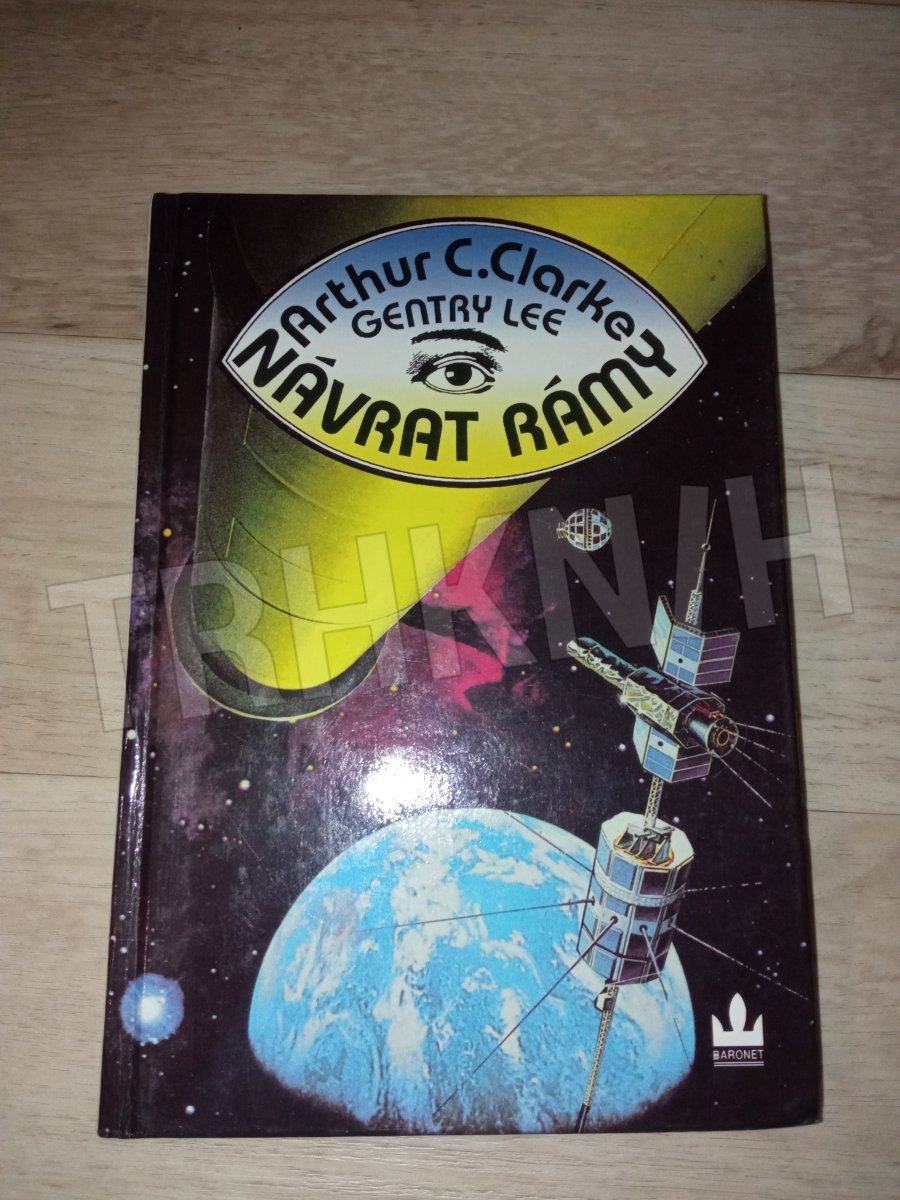 Arthur C. Clarke
GENTRY LEE
NÁVRAT RÁMY
TRHKNIH
BARONET